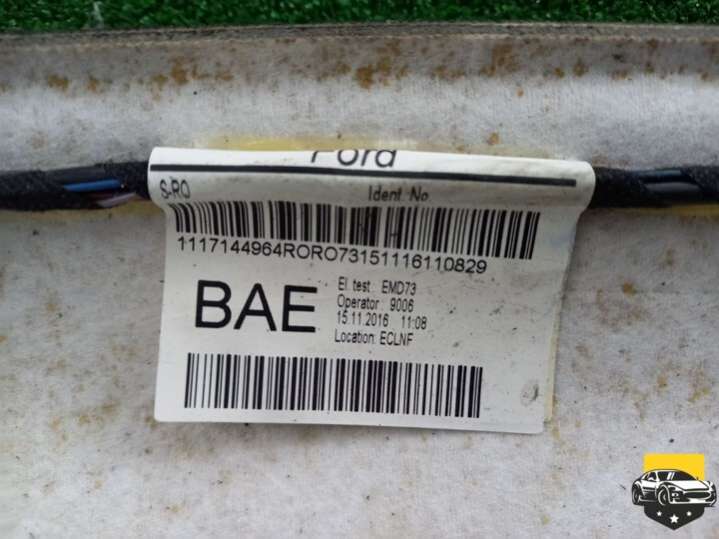 Ford
S-RO Ident. No
1117144964RORO73151116110829
BAE
El. test : EMD73
Operator : 9006
15.11.2016 11:08
Location: ECLNF